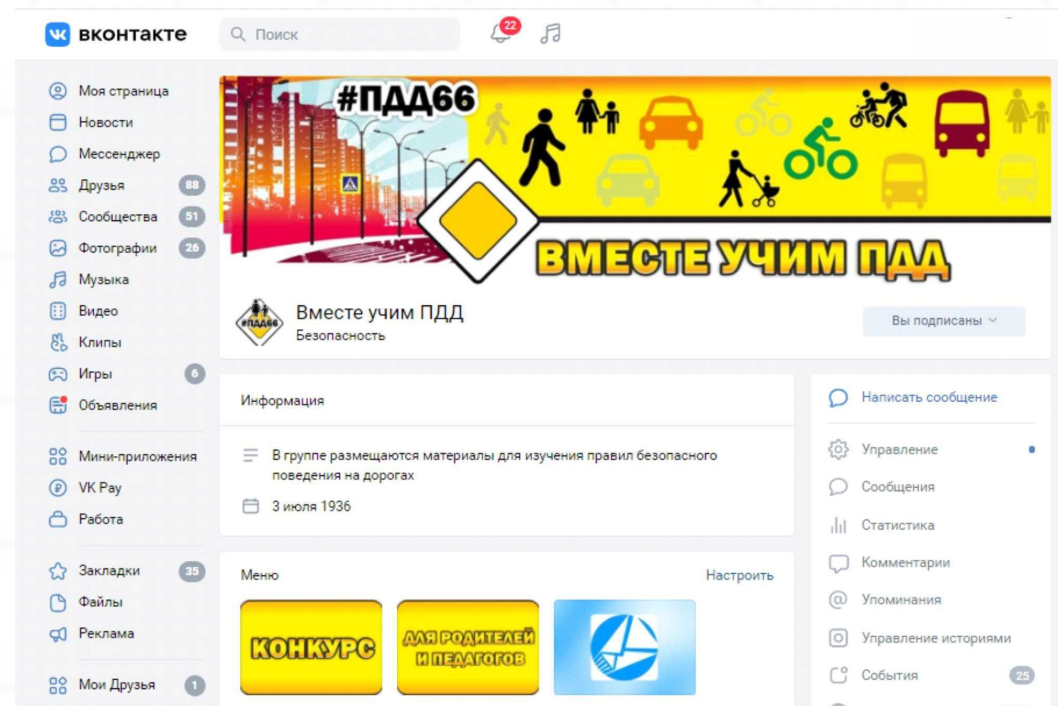 вконтакте
Поиск
22
Моя страница
Новости
Мессенджер
Друзья 88
Сообщества 51
Фотографии 26
Музыка
Видео
Клипы
Игры 6
Объявления
Мини-приложения
VK Pay
Работа
Закладки 35
Файлы
Реклама
Мои Друзья 1
#ПДД66
ВМЕСТЕ УЧИМ ПДД
#ПДД66
Вместе учим ПДД
Безопасность
Вы подписаны
Информация
В группе размещаются материалы для изучения правил безопасного
поведения на дорогах
3 июля 1936
Меню
Настроить
КОНКУРС
ДЛЯ РОДИТЕЛЕЙ
И ПЕДАГОГОВ
Написать сообщение
Управление
Сообщения
Статистика
Комментарии
Упоминания
Управление историями
События 25